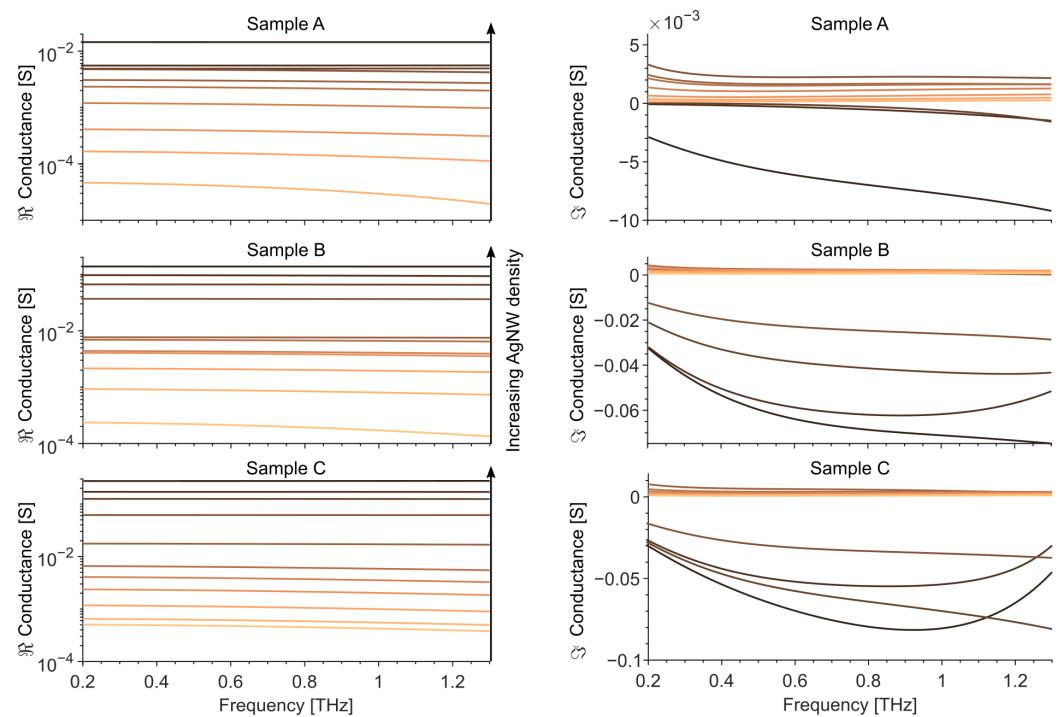 Sample A
ℜ Conductance [S]
10⁻²
10⁻⁴
Sample A
×10⁻³
ℑ Conductance [S]
5
0
−5
−10
Sample B
ℜ Conductance [S]
10⁻²
10⁻⁴
Increasing AgNW density
Sample B
ℑ Conductance [S]
0
−0.02
−0.04
−0.06
Sample C
ℜ Conductance [S]
10⁻²
10⁻⁴
0.2 0.4 0.6 0.8 1 1.2
Frequency [THz]
Sample C
ℑ Conductance [S]
0
−0.05
−0.1
0.2 0.4 0.6 0.8 1 1.2
Frequency [THz]